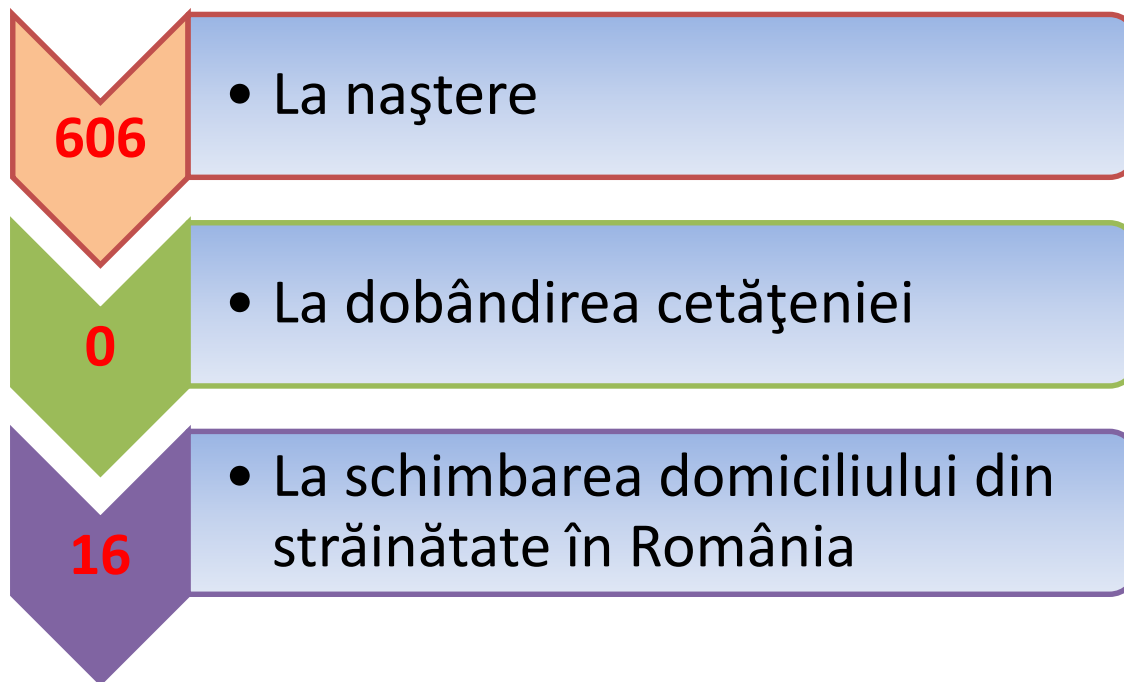 606
• La naştere
0
• La dobândirea cetăţeniei
16
• La schimbarea domiciliului din
străinătate în România